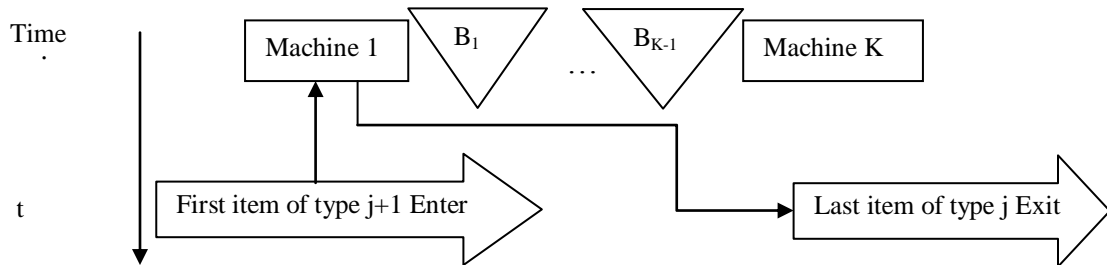 Time
Machine 1
B1
...
BK-1
Machine K
t
First item of type j+1 Enter
Last item of type j Exit